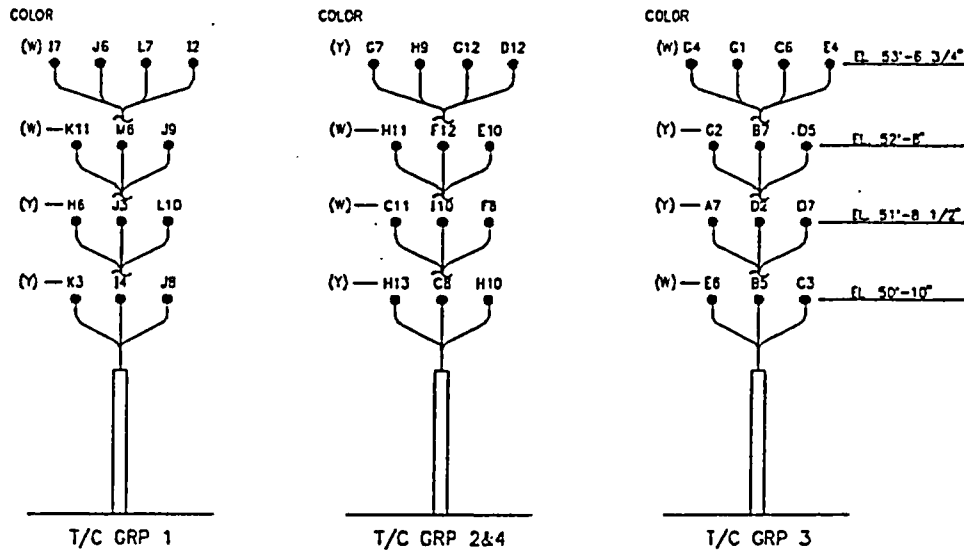 COLOR COLOR COLOR
(W) I7 J6 L7 I2 (Y) G7 H9 G12 D12 (W) G4 G1 C6 E4 EL 53'-6 3/4"
(W) K11 M6 J9 (W) H11 F12 E10 (Y) G2 B7 D5 EL 52'-8"
(Y) H6 J3 L10 (W) C11 I10 F8 (Y) A7 D2 D7 EL 51'-8 1/2"
(Y) K3 I4 J8 (Y) H13 C8 H10 (W) E6 B5 C3 EL 50'-10"
T/C GRP 1 T/C GRP 2&4 T/C GRP 3